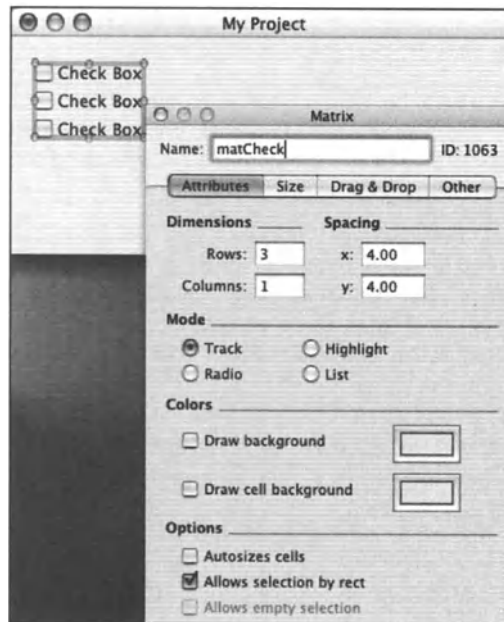 My Project
Check Box
Check Box
Check Box
Matrix
Name: matCheck ID: 1063
Attributes Size Drag & Drop Other
Dimensions Spacing
Rows: 3 x: 4.00
Columns: 1 y: 4.00
Mode
Track Highlight
Radio List
Colors
Draw background
Draw cell background
Options
Autosizes cells
Allows selection by rect
Allows empty selection